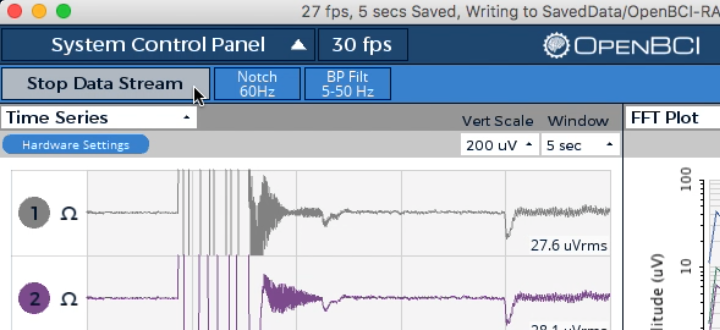 27 fps, 5 secs Saved, Writing to SavedData/OpenBCI-RA
System Control Panel
30 fps
OPENBCI
Stop Data Stream
Notch
60Hz
BP Filt
5-50 Hz
Time Series
Vert Scale
Window
FFT Plot
Hardware Settings
200 uV
5 sec
1 Ω
27.6 uVrms
2 Ω
28.1 uVrms
100
10
litude (uV)